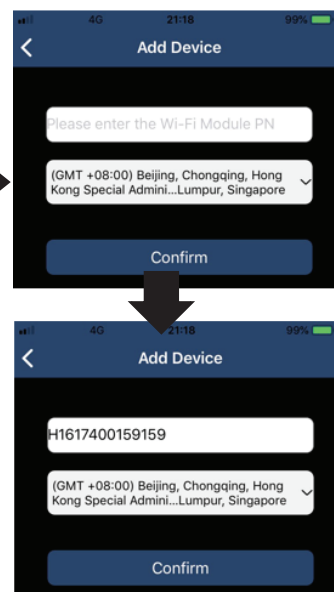 4G 21:18 99%
Add Device
Please enter the Wi-Fi Module PN
(GMT +08:00) Beijing, Chongqing, Hong
Kong Special Admini...Lumpur, Singapore
Confirm
4G 21:18 99%
Add Device
H1617400159159
(GMT +08:00) Beijing, Chongqing, Hong
Kong Special Admini...Lumpur, Singapore
Confirm